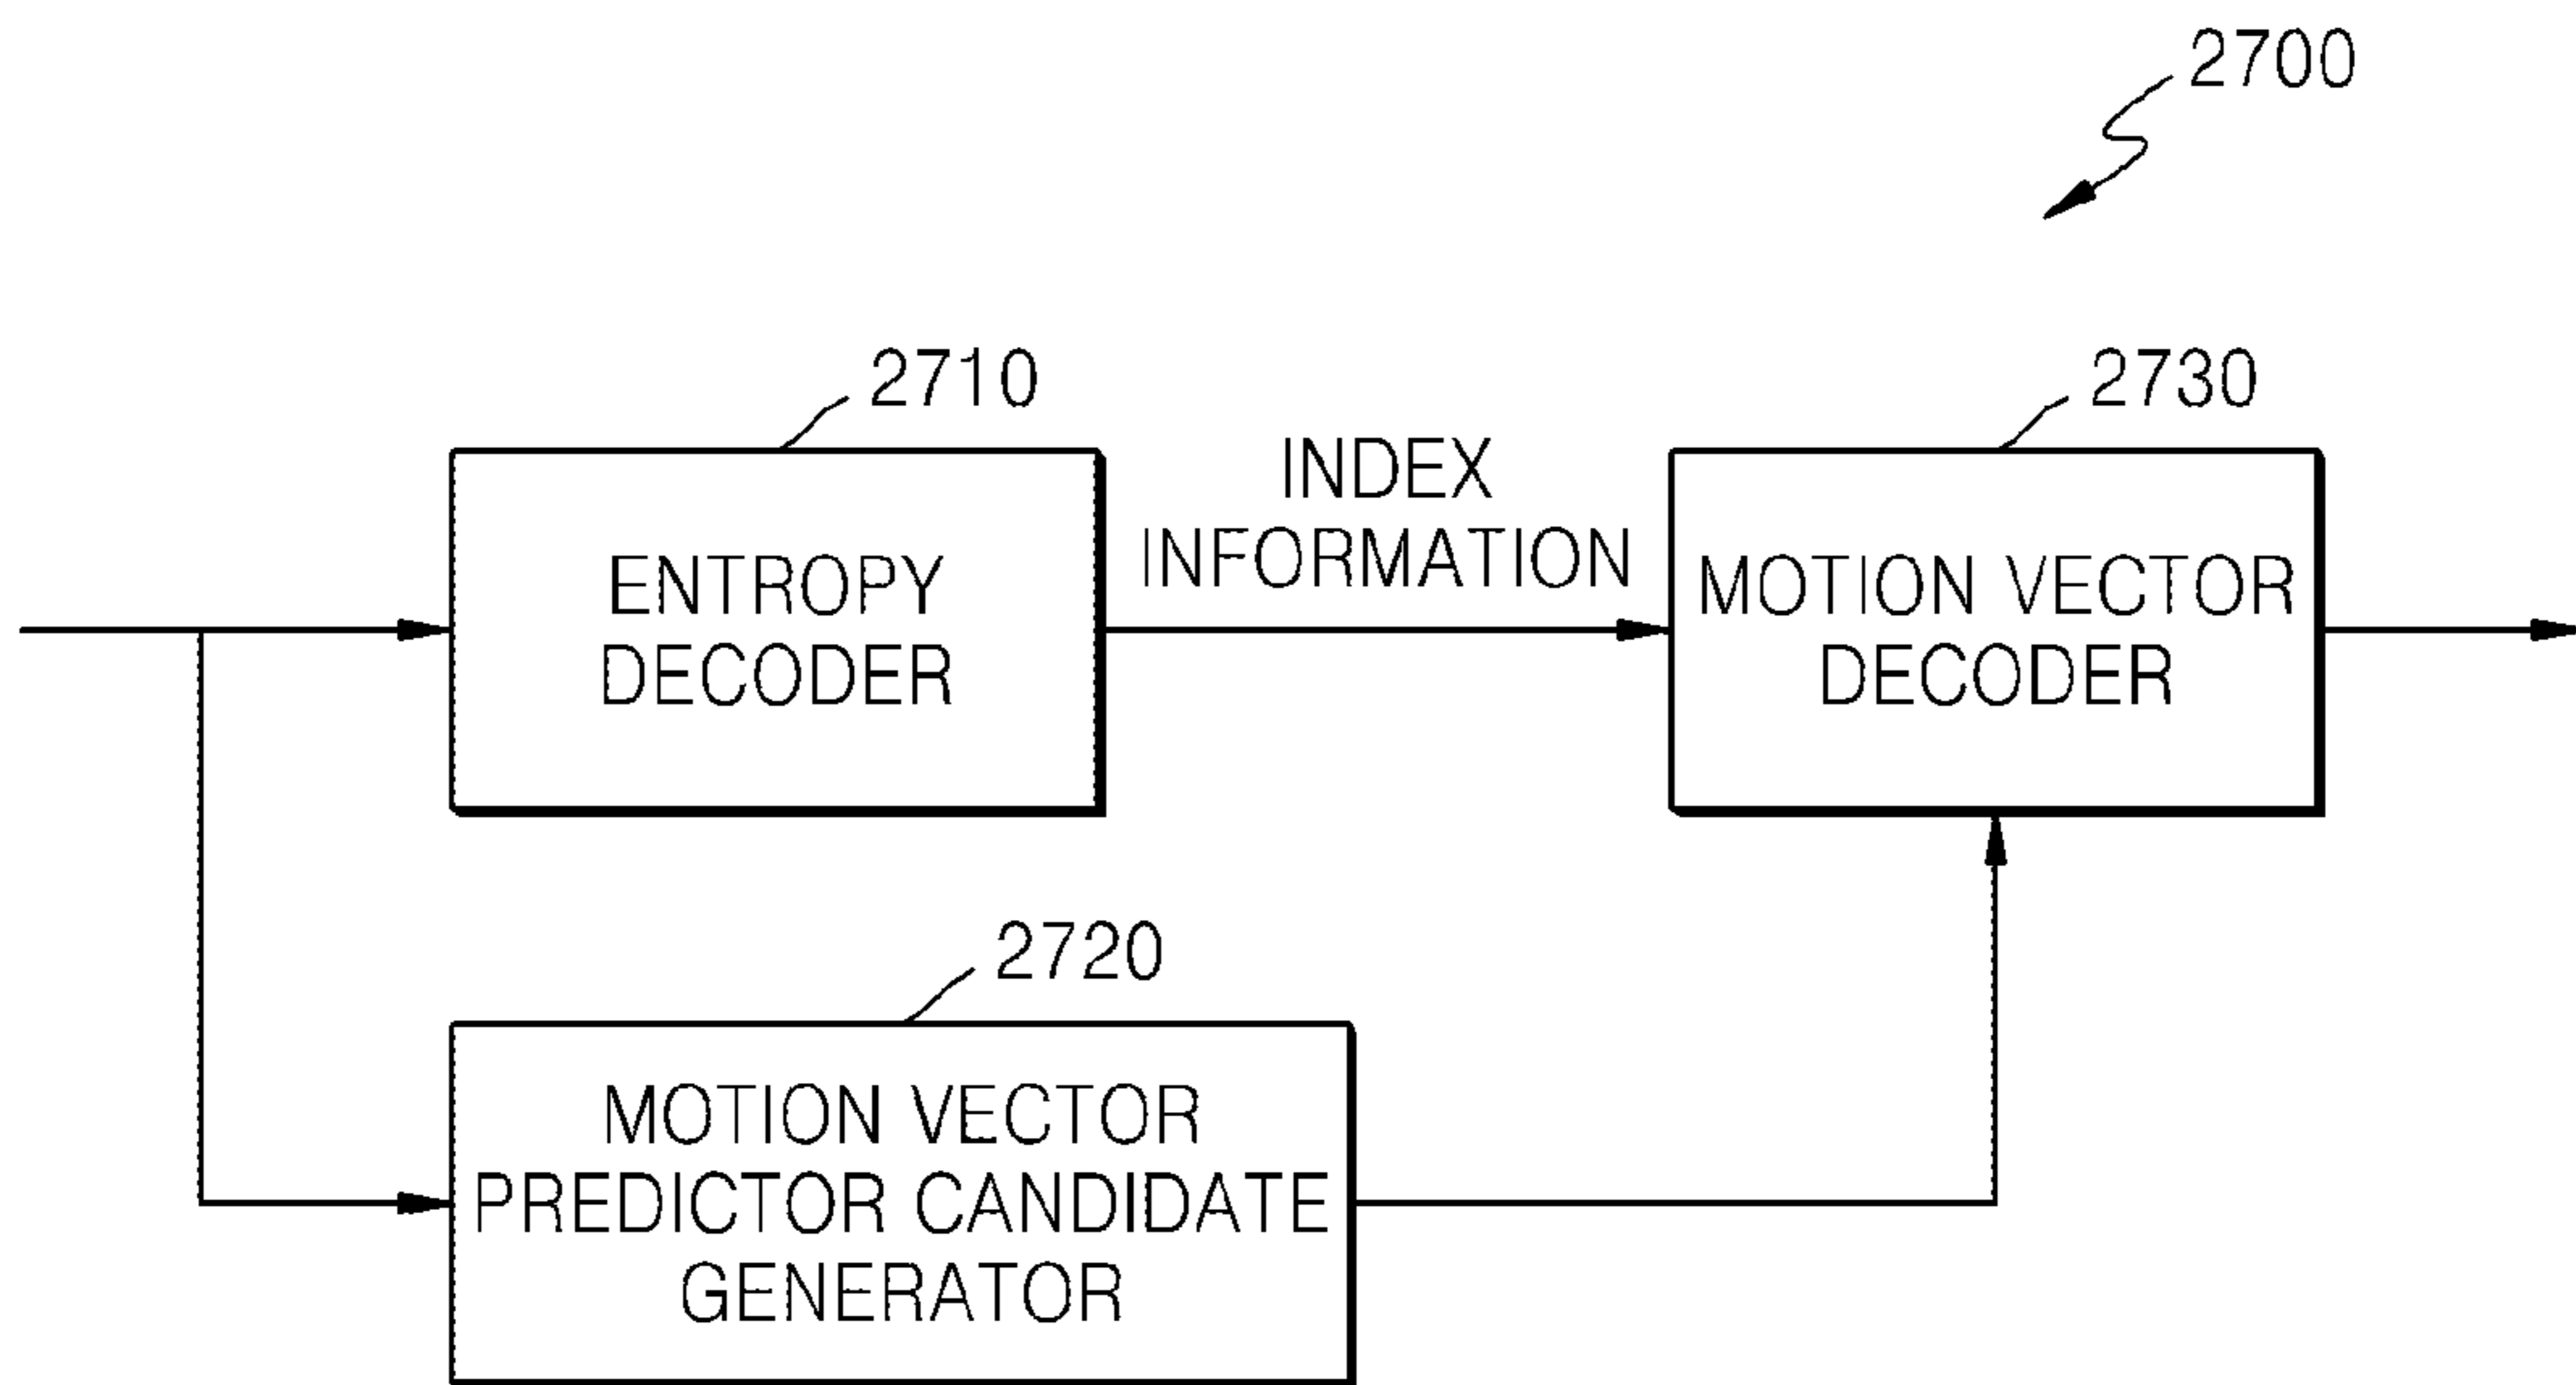 2700
2710
2730
INDEX
INFORMATION
ENTROPY
DECODER
MOTION VECTOR
DECODER
2720
MOTION VECTOR
PREDICTOR CANDIDATE
GENERATOR